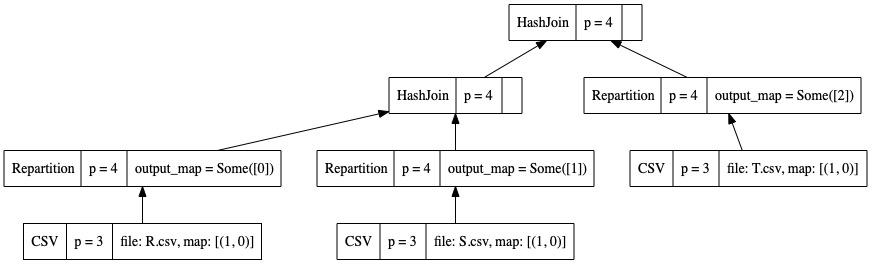 HashJoin p = 4
HashJoin p = 4
Repartition p = 4 output_map = Some([2])
Repartition p = 4 output_map = Some([0])
Repartition p = 4 output_map = Some([1])
CSV p = 3 file: T.csv, map: [(1, 0)]
CSV p = 3 file: R.csv, map: [(1, 0)]
CSV p = 3 file: S.csv, map: [(1, 0)]